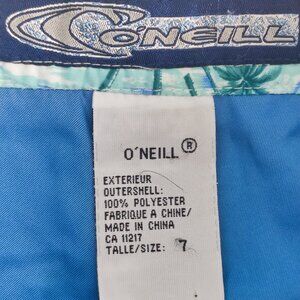 O'NEILL
O'NEILL®
EXTERIEUR
OUTERSHELL:
100% POLYESTER
FABRIQUE A CHINE/
MADE IN CHINA
CA 11217
TALLE/SIZE: 7